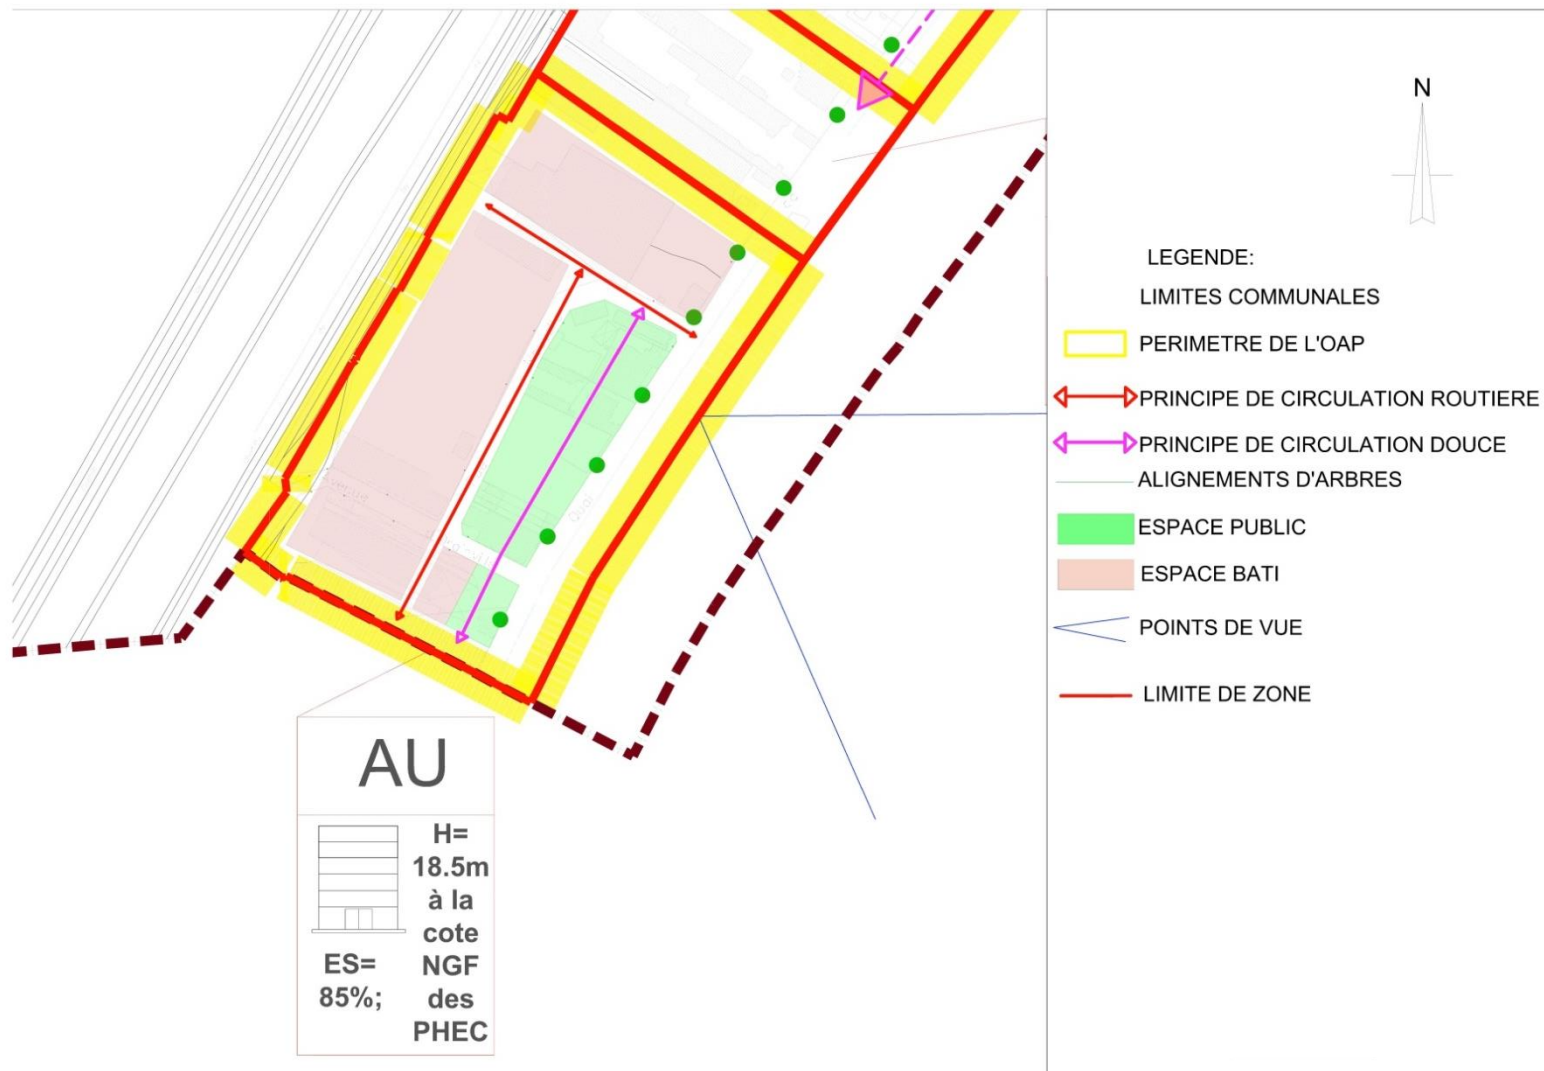 N
LEGENDE:
LIMITES COMMUNALES
PERIMETRE DE L'OAP
PRINCIPE DE CIRCULATION ROUTIERE
PRINCIPE DE CIRCULATION DOUCE
ALIGNEMENTS D'ARBRES
ESPACE PUBLIC
ESPACE BATI
POINTS DE VUE
LIMITE DE ZONE
Quai
AU
H=
18.5m
à la
cote
NGF
des
PHEC
ES=
85%;